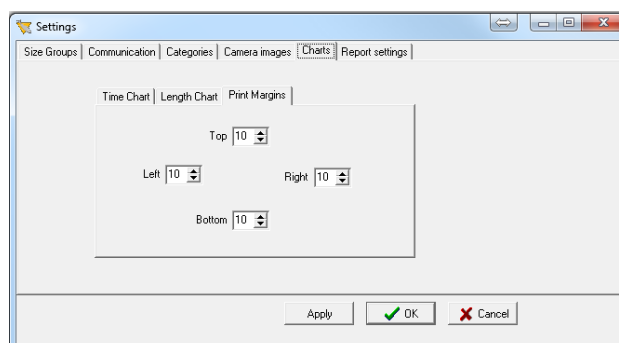 Settings
Size Groups Communication Categories Camera images Charts Report settings
Time Chart Length Chart Print Margins
Top 10
Left 10 Right 10
Bottom 10
Apply OK Cancel